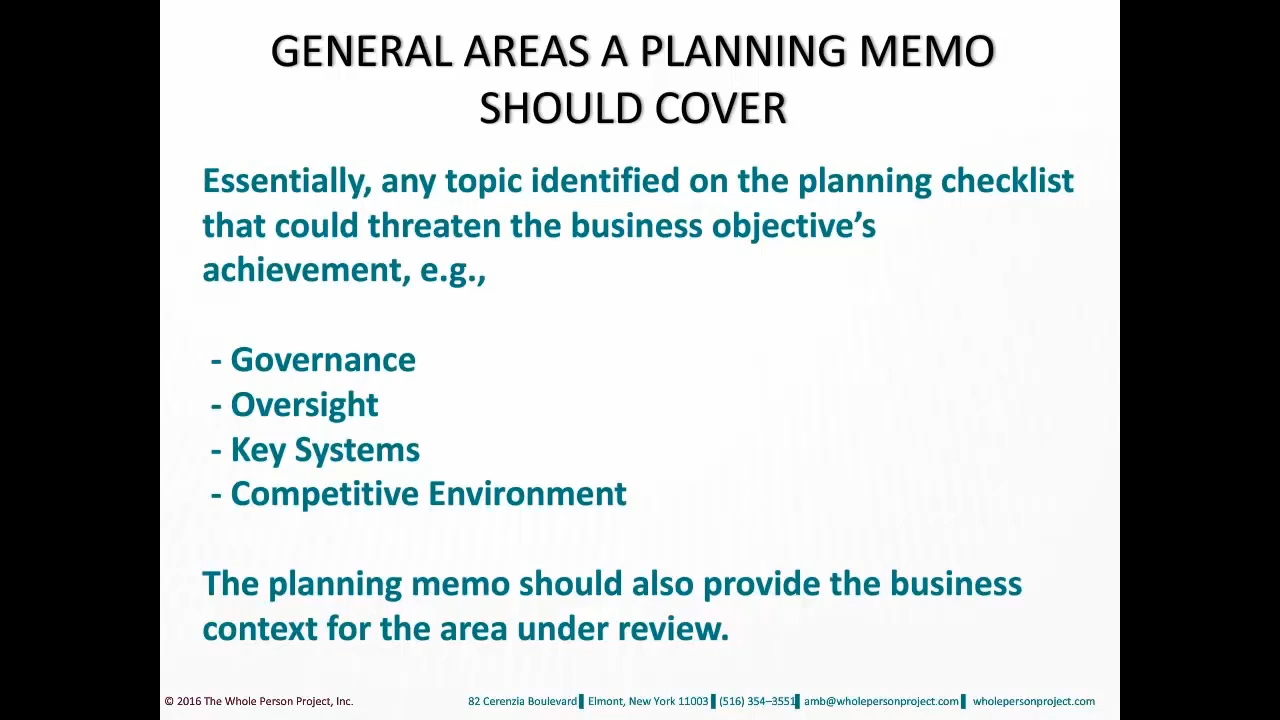 GENERAL AREAS A PLANNING MEMO
SHOULD COVER
Essentially, any topic identified on the planning checklist
that could threaten the business objective’s
achievement, e.g.,
- Governance
- Oversight
- Key Systems
- Competitive Environment
The planning memo should also provide the business
context for the area under review.
© 2016 The Whole Person Project, Inc. 82 Cerenzia Boulevard▐ Elmont, New York 11003▐ (516) 354–3551▐ amb@wholepersonproject.com▐ wholepersonproject.com